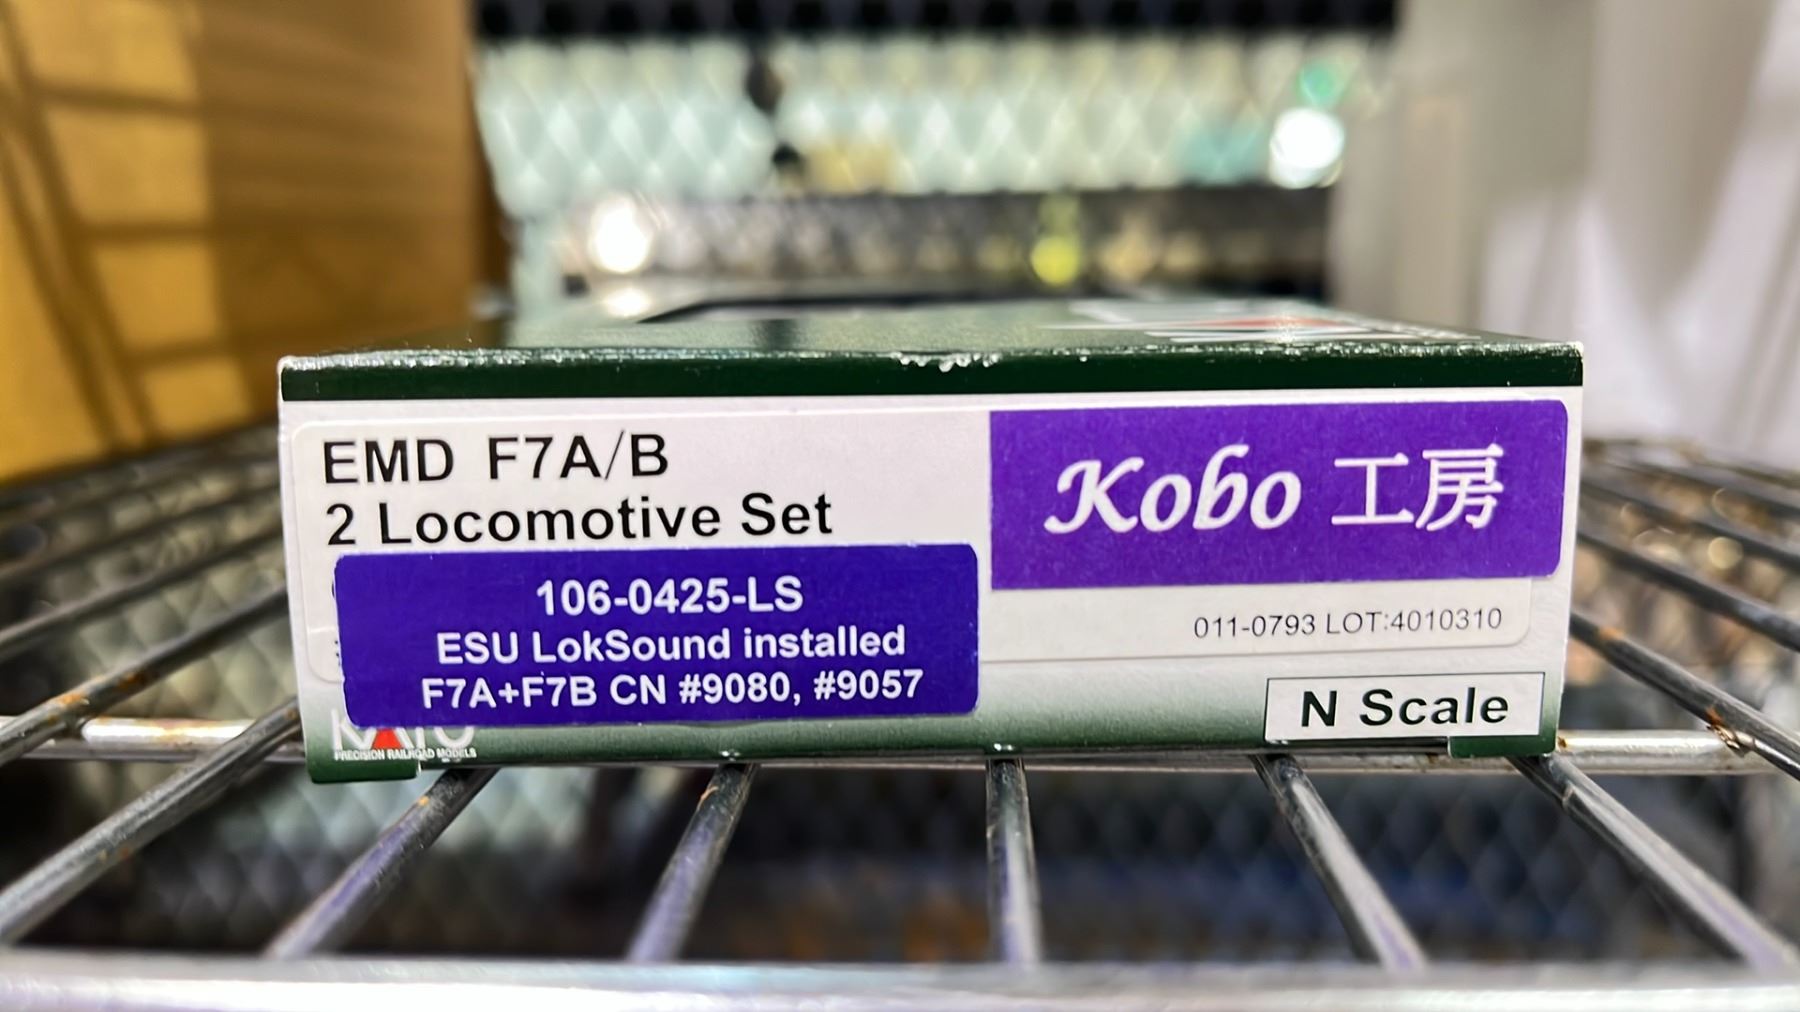 EMD F7A/B
2 Locomotive Set
106-0425-LS
ESU LokSound installed
F7A+F7B CN #9080, #9057
Kobo 工房
011-0793 LOT:4010310
N Scale
KATO
PRECISION RAILROAD MODELS